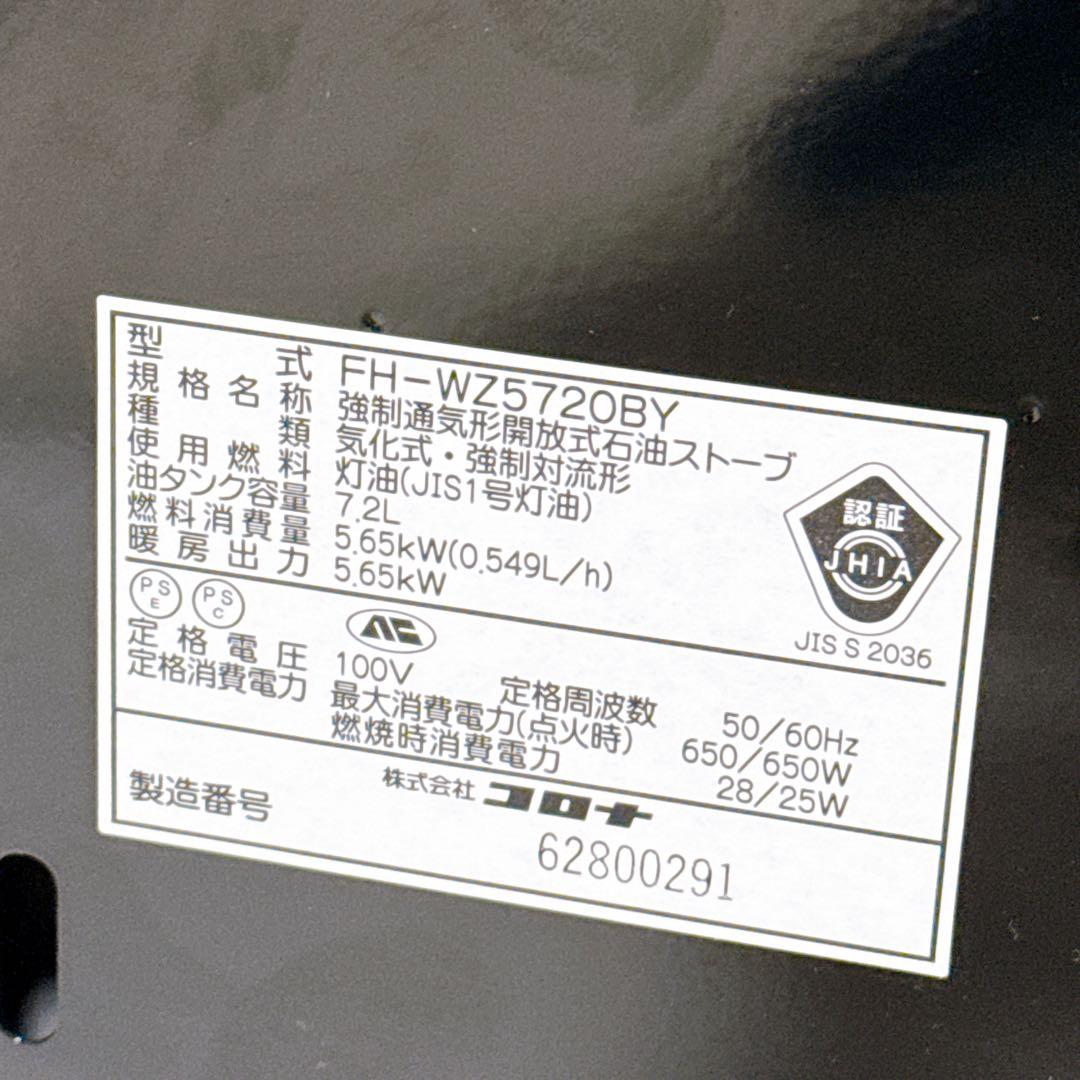 型式 FH-WZ5720BY
規格名称 強制通気形開放式石油ストーブ
種類 気化式・強制対流形
使用燃料 灯油(JIS1号灯油)
油タンク容量 7.2L
燃料消費量 5.65kW(0.549L/h)
暖房出力 5.65kW
認証
JHIA
JIS S 2036
PSE PSC
定格電圧 100V 定格周波数 50/60Hz
定格消費電力 最大消費電力(点火時) 650/650W
燃焼時消費電力 28/25W
株式会社 コロナ
製造番号 62800291